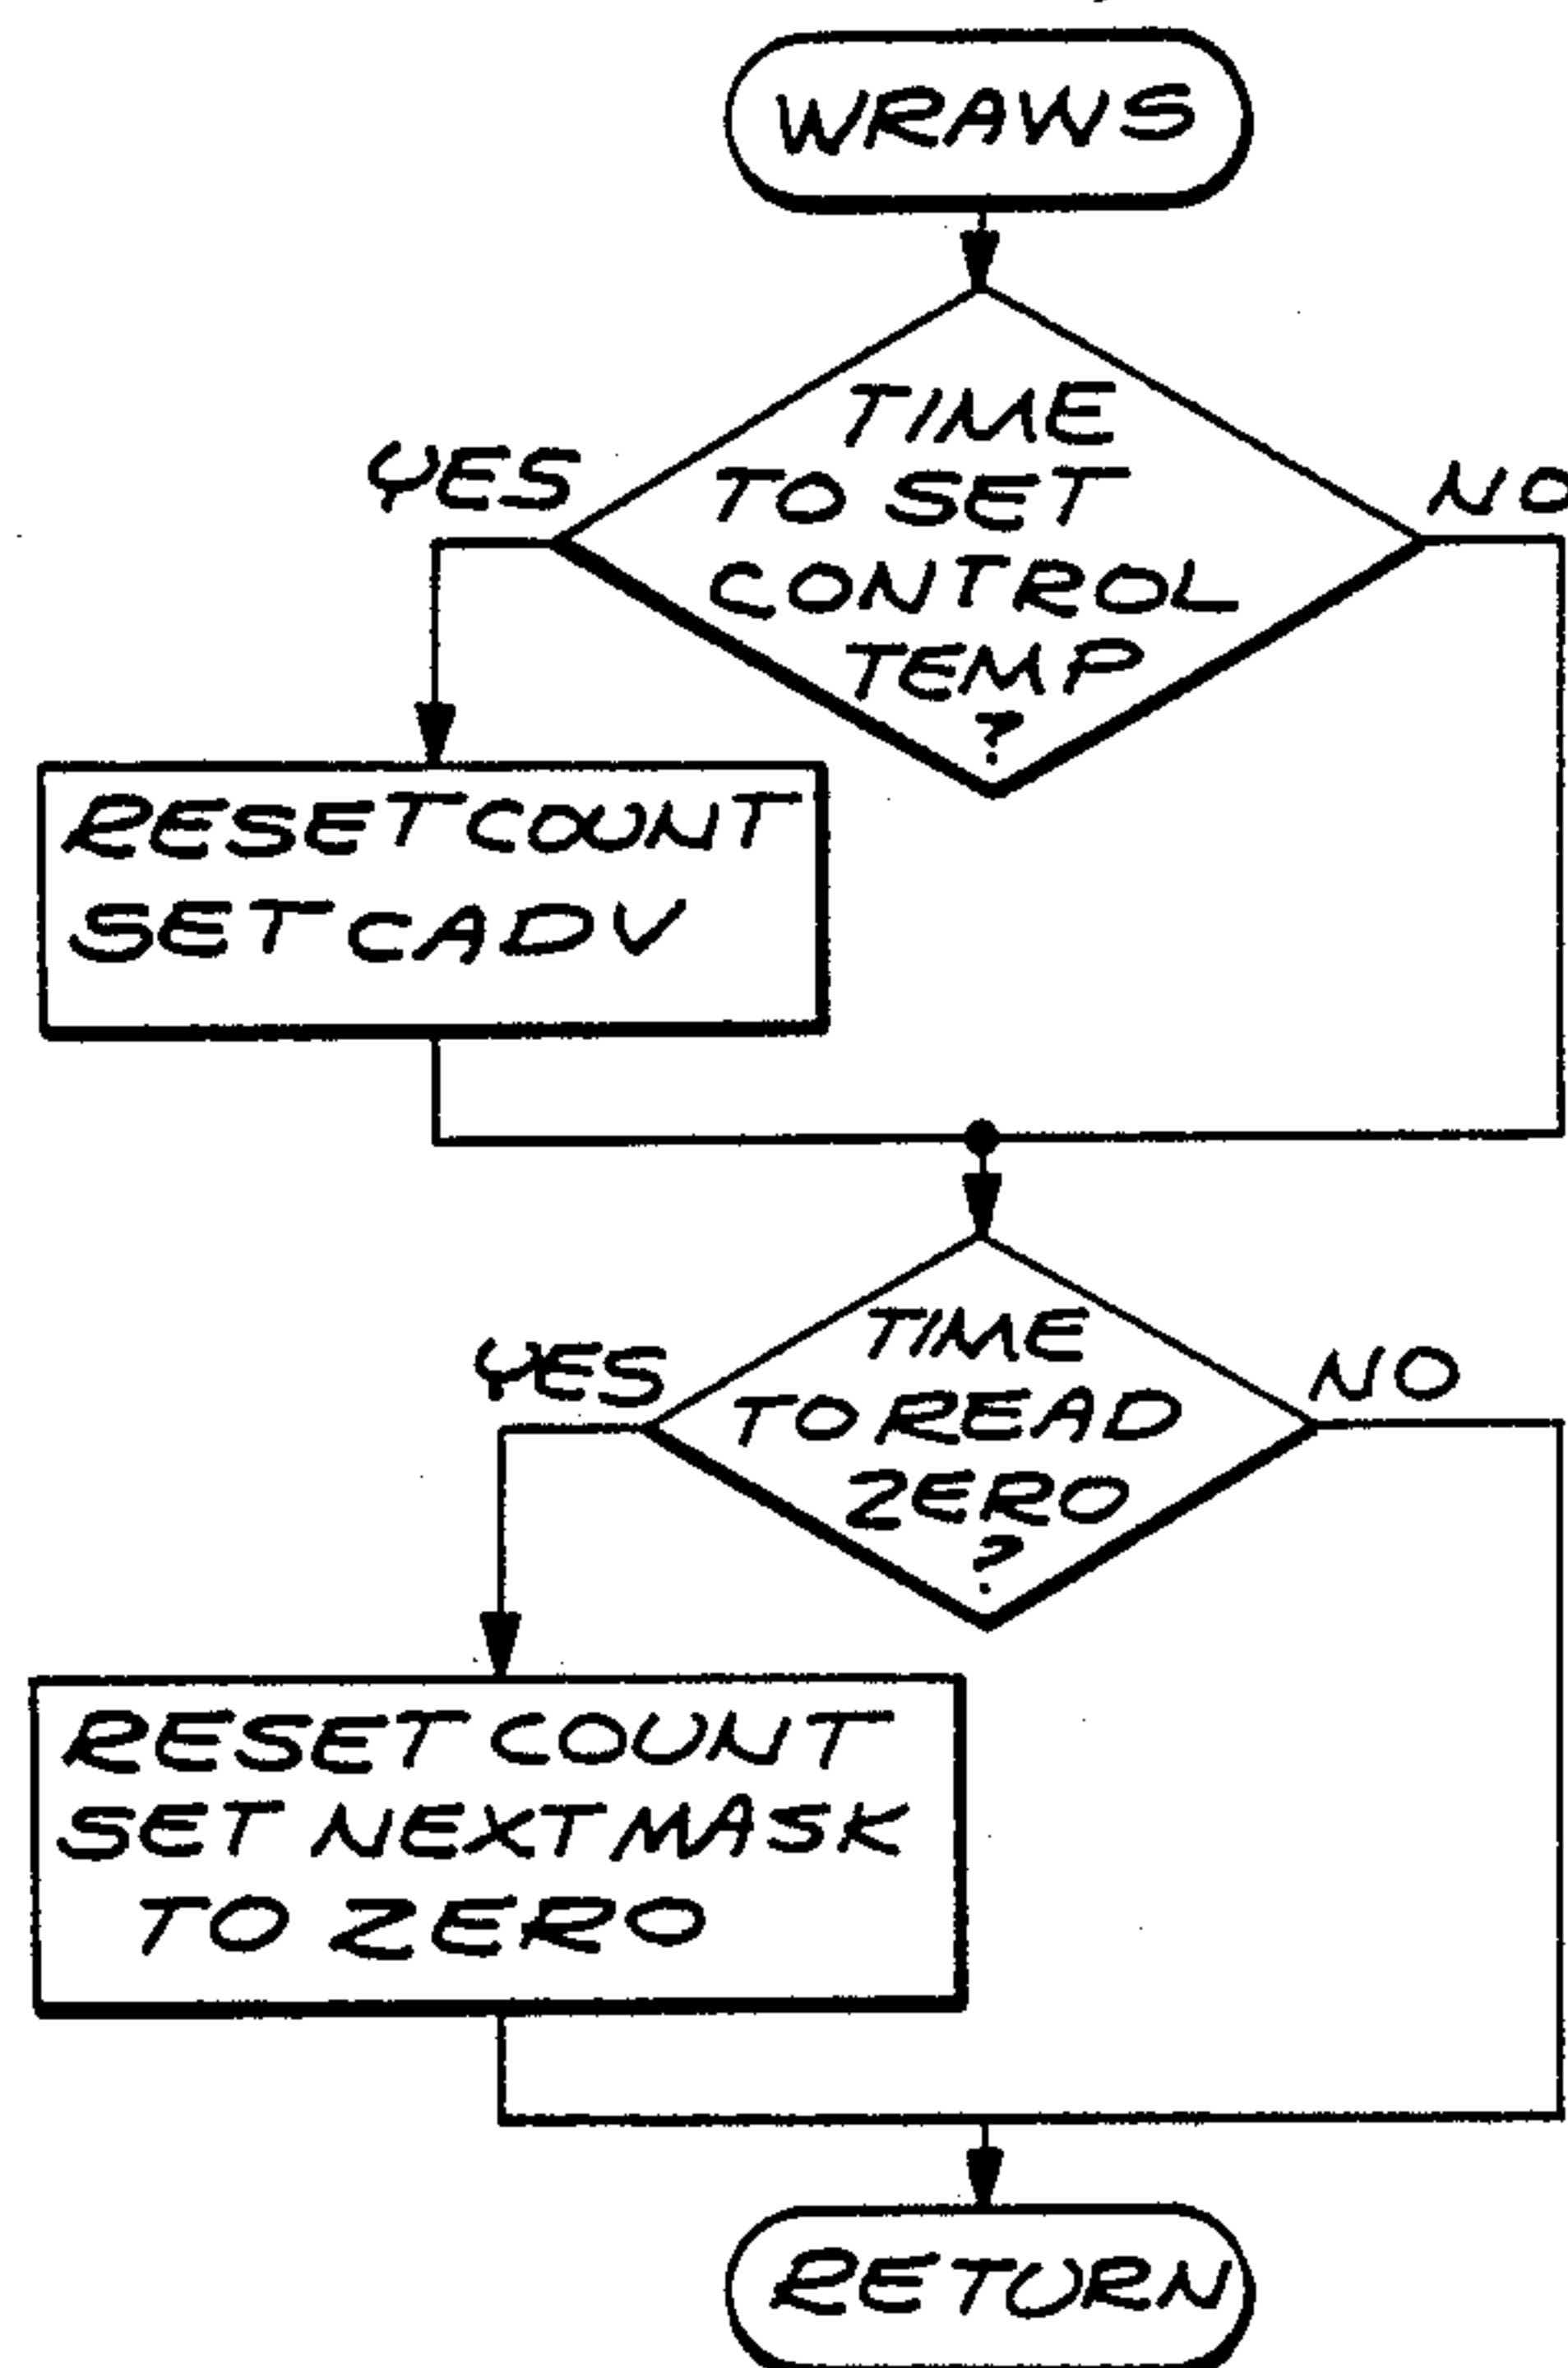 WRAWS
TIME
TO SET
CONTROL
TEMP
?
YES
NO
RESET COUNT
SET CADV
TIME
TO READ
ZERO
?
YES
NO
RESET COUNT
SET NEXT MASK
TO ZERO
RETURN